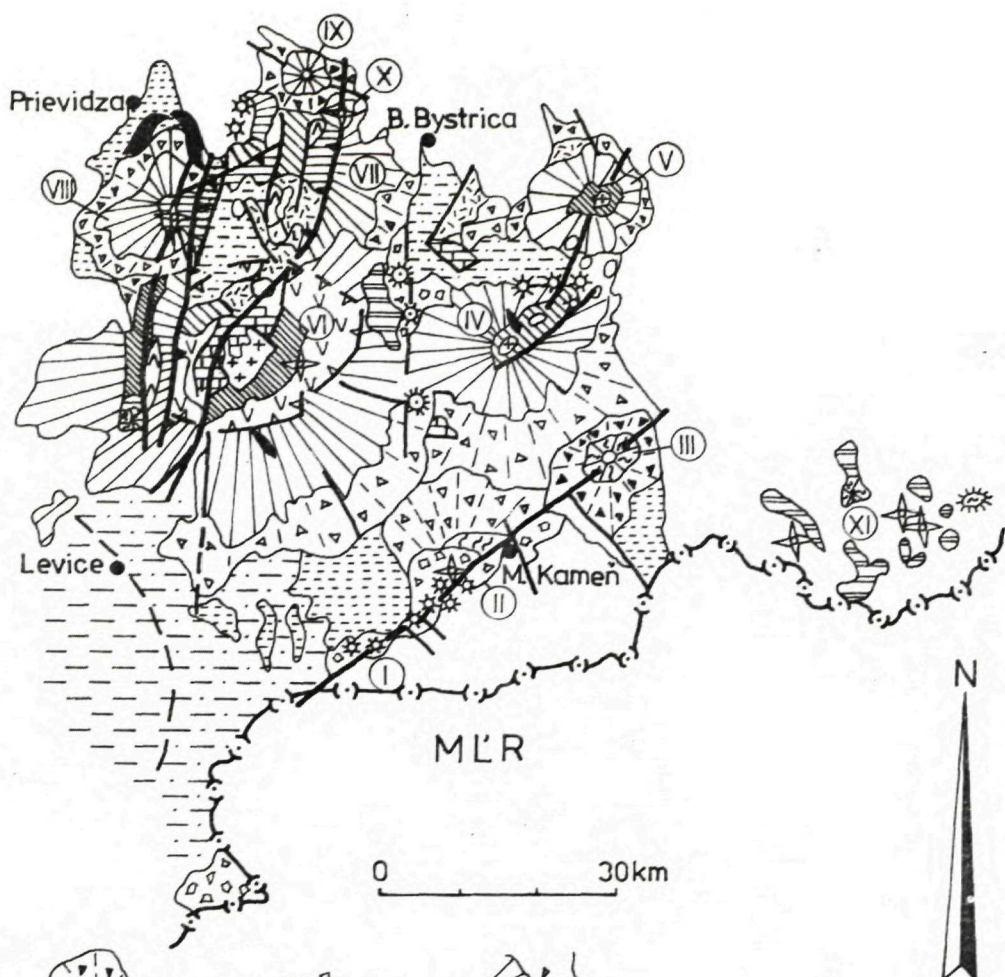 IX
X
Prievidza
B. Bystrica
V
VIII
VII
IV
VI
III
XI
Levice
M. Kameň
II
I
N
MĽR
0 30km